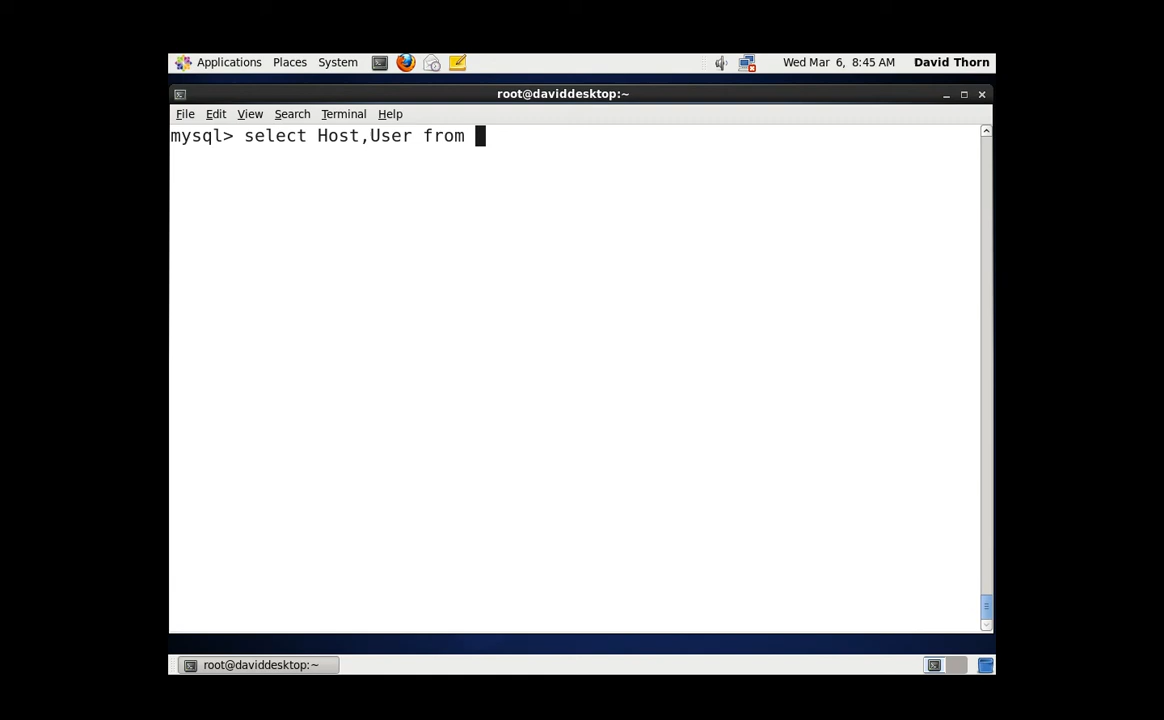 Applications Places System Wed Mar 6, 8:45 AM David Thorn
root@daviddesktop:~
File Edit View Search Terminal Help
mysql> select Host,User from
root@daviddesktop:~